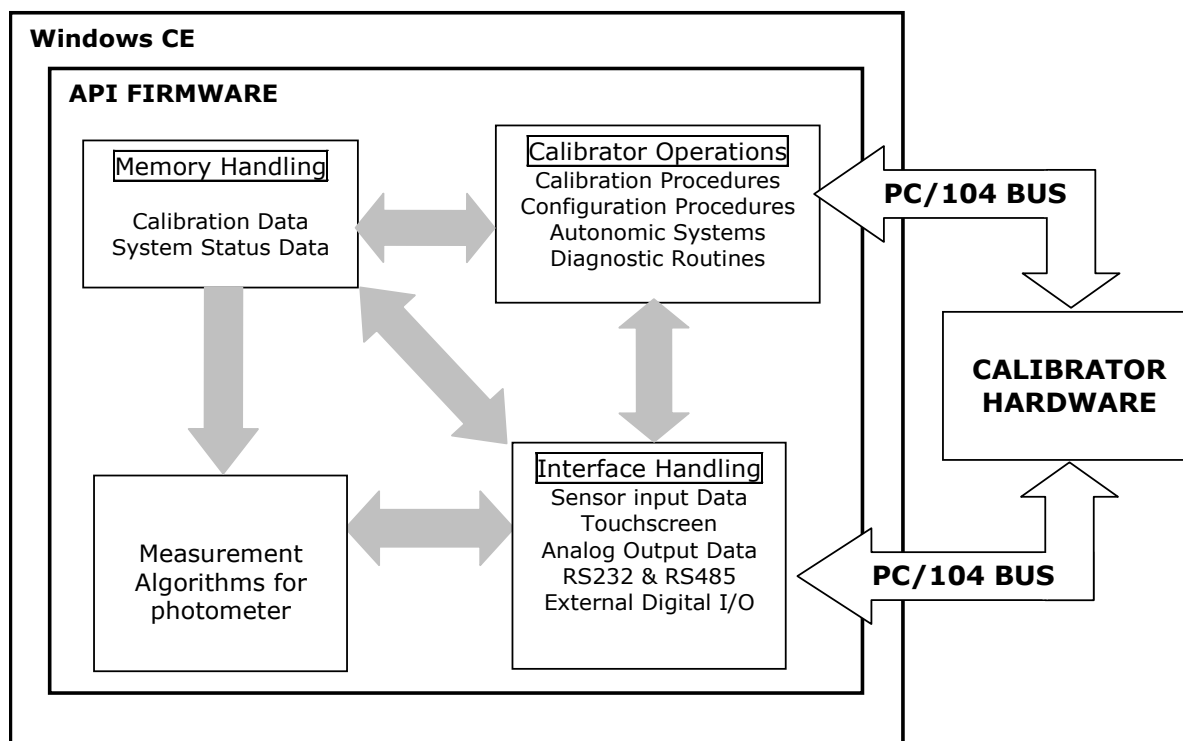 Windows CE
API FIRMWARE
Memory Handling
Calibration Data
System Status Data
Calibrator Operations
Calibration Procedures
Configuration Procedures
Autonomic Systems
Diagnostic Routines
PC/104 BUS
CALIBRATOR
HARDWARE
Measurement
Algorithms for
photometer
Interface Handling
Sensor input Data
Touchscreen
Analog Output Data
RS232 & RS485
External Digital I/O
PC/104 BUS